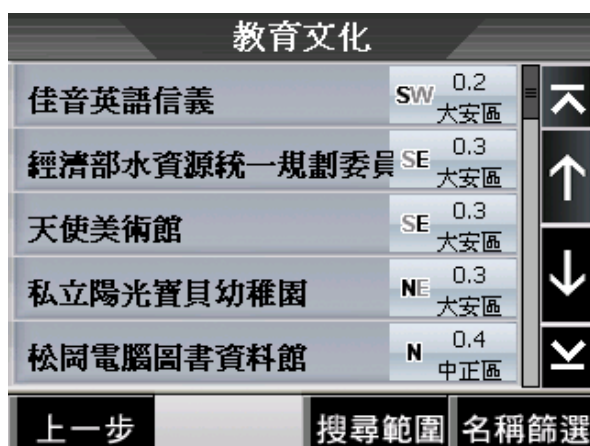 教育文化
佳音英語信義 SW 0.2 大安區
經濟部水資源統一規劃委員 SE 0.3 大安區
天使美術館 SE 0.3 大安區
私立陽光寶貝幼稚園 NE 0.3 大安區
松岡電腦圖書資料館 N 0.4 中正區
上一步 搜尋範圍 名稱篩選